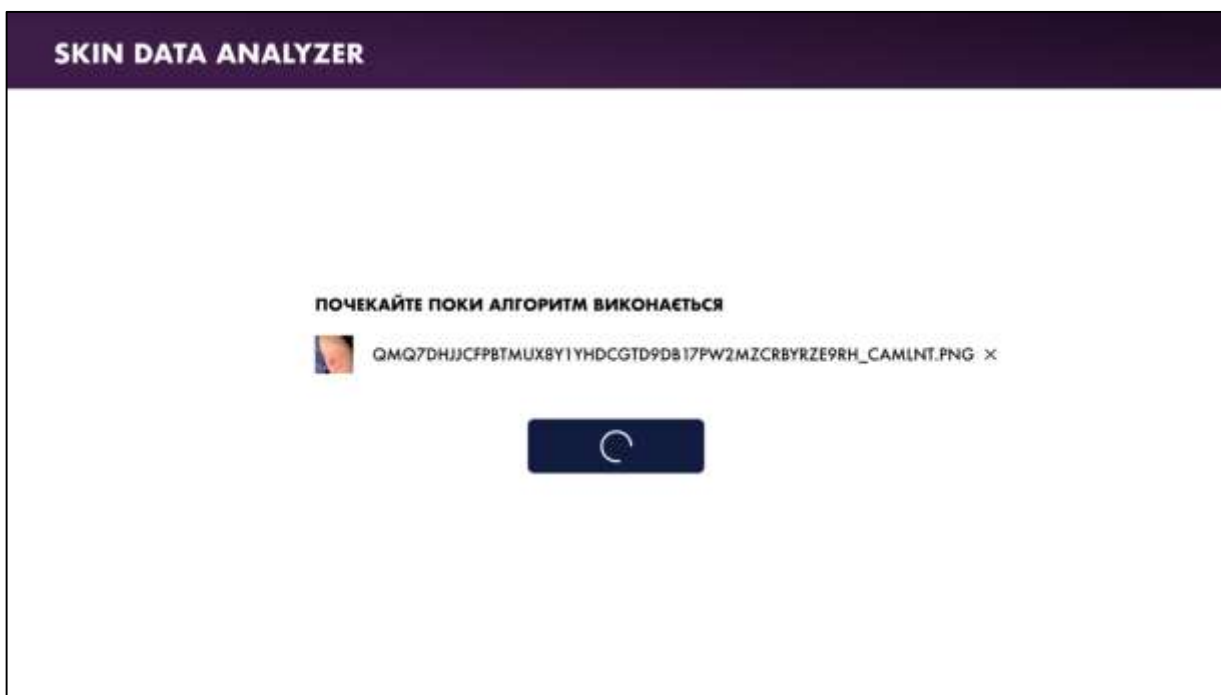 SKIN DATA ANALYZER
ПОЧЕКАЙТЕ ПОКИ АЛГОРИТМ ВИКОНАЄТЬСЯ
QMQ7DHJJCFPBTMUX8Y1YHDCGTD9DB17PW2MZCRBYRZE9RH_CAMLNT.PNG ×